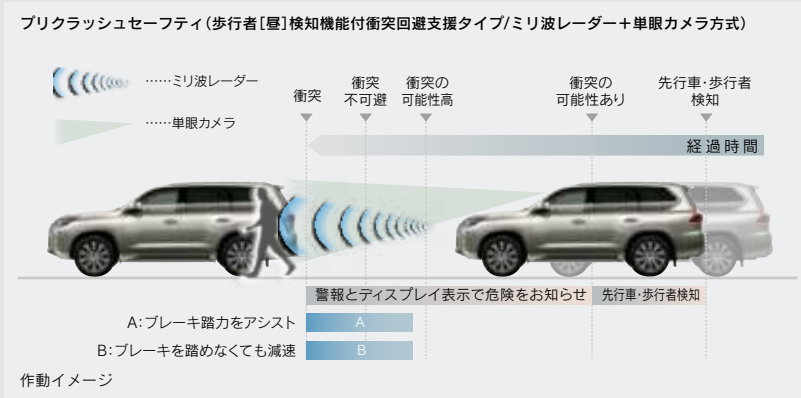 プリクラッシュセーフティ(歩行者[昼]検知機能付衝突回避支援タイプ/ミリ波レーダー+単眼カメラ方式)
……ミリ波レーダー
……単眼カメラ
衝突
衝突
不可避
衝突の
可能性高
衝突の
可能性あり
先行車・歩行者
検知
経過時間
警報とディスプレイ表示で危険をお知らせ
先行車・歩行者検知
A:ブレーキ踏力をアシスト
A
B:ブレーキを踏めなくても減速
B
作動イメージ